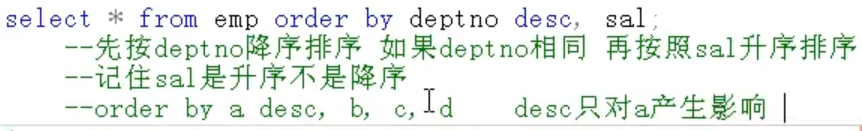 select * from emp order by deptno desc, sal;
--先按deptno降序排序 如果deptno相同 再按照sal升序排序
--记住sal是升序不是降序
--order by a desc, b, c, d    desc只对a产生影响